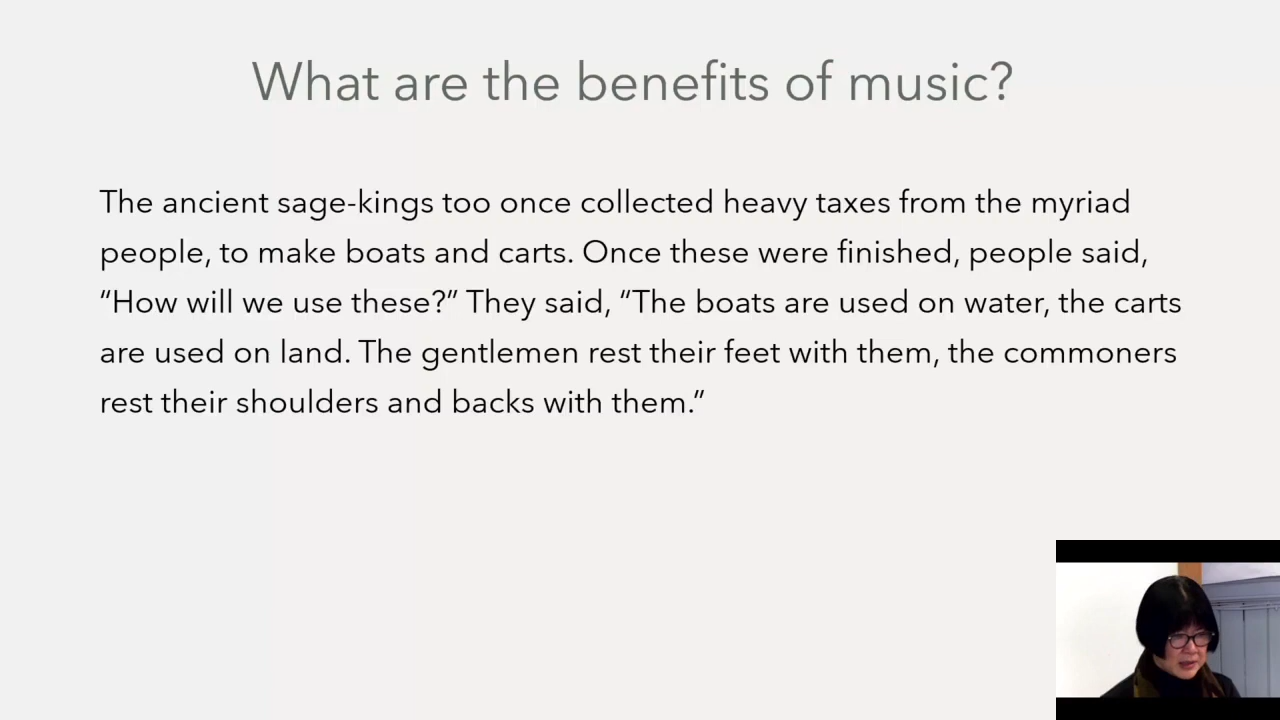 What are the benefits of music?
The ancient sage-kings too once collected heavy taxes from the myriad
people, to make boats and carts. Once these were finished, people said,
“How will we use these?” They said, “The boats are used on water, the carts
are used on land. The gentlemen rest their feet with them, the commoners
rest their shoulders and backs with them.”